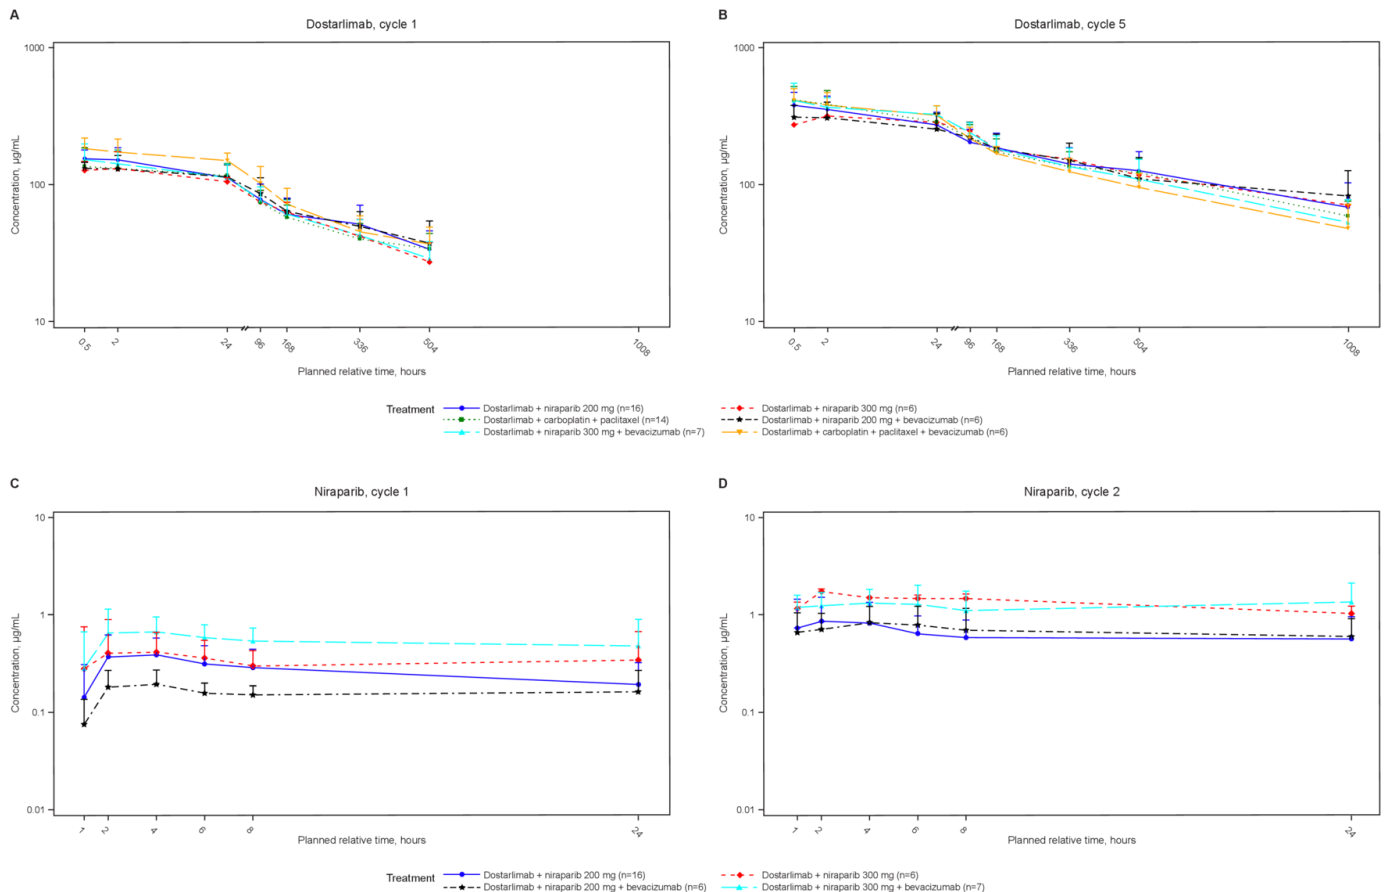 A
Dostarlimab, cycle 1
1000
100
10
Concentration, µg/mL
0.5
2
24
96
168
336
504
1008
Planned relative time, hours
B
Dostarlimab, cycle 5
1000
100
10
Concentration, µg/mL
0.5
2
24
96
168
336
504
1008
Planned relative time, hours
Treatment
Dostarlimab + niraparib 200 mg (n=16)
Dostarlimab + niraparib 300 mg (n=6)
Dostarlimab + carboplatin + paclitaxel (n=14)
Dostarlimab + niraparib 200 mg + bevacizumab (n=6)
Dostarlimab + niraparib 300 mg + bevacizumab (n=7)
Dostarlimab + carboplatin + paclitaxel + bevacizumab (n=6)
C
Niraparib, cycle 1
10
1
0.1
0.01
Concentration, µg/mL
1
2
4
6
8
24
Planned relative time, hours
D
Niraparib, cycle 2
10
1
0.1
0.01
Concentration, µg/mL
1
2
4
6
8
24
Planned relative time, hours
Treatment
Dostarlimab + niraparib 200 mg (n=16)
Dostarlimab + niraparib 300 mg (n=6)
Dostarlimab + niraparib 200 mg + bevacizumab (n=6)
Dostarlimab + niraparib 300 mg + bevacizumab (n=7)